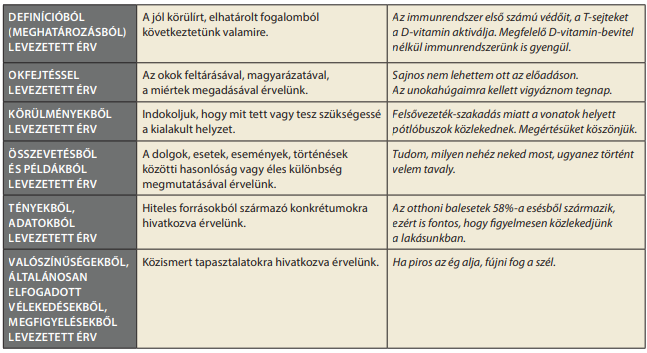 DEFINÍCIÓBÓL
(MEGHATÁROZÁSBÓL)
LEVEZETETT ÉRV
A jól körülírt, elhatárolt fogalomból
következtetünk valamire.
Az immunrendszer első számú védőit, a T-sejteket
a D-vitamin aktiválja. Megfelelő D-vitamin-bevitel
nélkül immunrendszerünk is gyengül.
OKFEJTÉSSEL
LEVEZETETT ÉRV
Az okok feltárásával, magyarázatával,
a miértek megadásával érvelünk.
Sajnos nem lehettem ott az előadáson.
Az unokahúgaimra kellett vigyáznom tegnap.
KÖRÜLMÉNYEKBŐL
LEVEZETETT ÉRV
Indokoljuk, hogy mit tett vagy tesz szükségessé
a kialakult helyzet.
Felsővezeték-szakadás miatt a vonatok helyett
pótlóbuszok közlekednek. Megértésüket köszönjük.
ÖSSZEVETÉSBŐL
ÉS PÉLDÁKBÓL
LEVEZETETT ÉRV
A dolgok, esetek, események, történések
közötti hasonlóság vagy éles különbség
megmutatásával érvelünk.
Tudom, milyen nehéz neked most, ugyanez történt
velem tavaly.
TÉNYEKBŐL,
ADATOKBÓL
LEVEZETETT ÉRV
Hiteles forrásokból származó konkrétumokra
hivatkozva érvelünk.
Az otthoni balesetek 58%-a esésből származik,
ezért is fontos, hogy figyelmesen közlekedjünk
a lakásunkban.
VALÓSZÍNŰSÉGEKBŐL,
ÁLTALÁNOSAN
ELFOGADOTT
VÉLEKEDÉSEKBŐL,
MEGFIGYELÉSEKBŐL
LEVEZETETT ÉRV
Közismert tapasztalatokra hivatkozva érvelünk.
Ha piros az ég alja, fújni fog a szél.